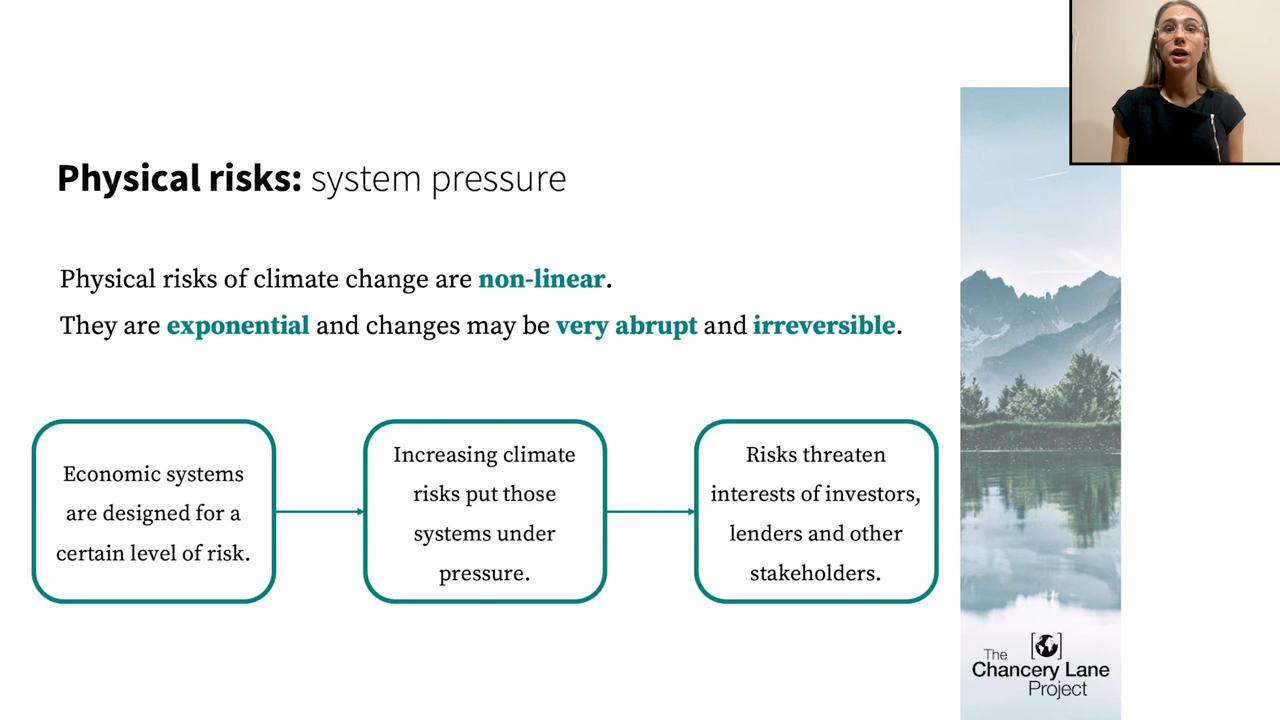 Physical risks: system pressure
Physical risks of climate change are non-linear.
They are exponential and changes may be very abrupt and irreversible.
Economic systems
are designed for a
certain level of risk.
Increasing climate
risks put those
systems under
pressure.
Risks threaten
interests of investors,
lenders and other
stakeholders.
The
Chancery Lane
Project